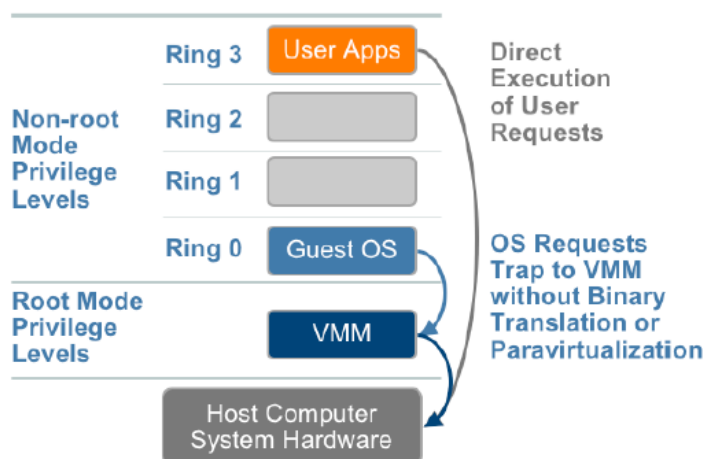 Ring 3
User Apps
Direct
Execution
of User
Requests
Non-root
Mode
Privilege
Levels
Ring 2
Ring 1
Ring 0
Guest OS
OS Requests
Trap to VMM
without Binary
Translation or
Paravirtualization
Root Mode
Privilege
Levels
VMM
Host Computer
System Hardware